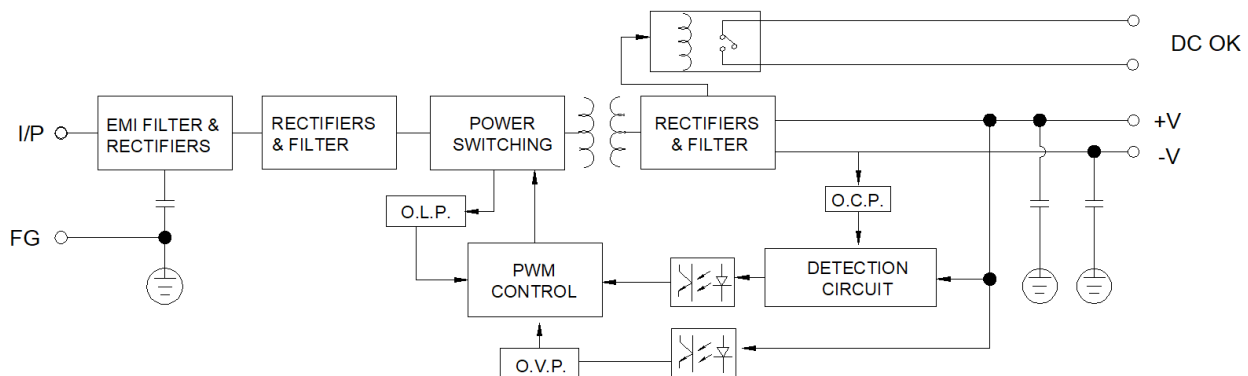 DC OK
I/P
EMI FILTER &
RECTIFIERS
RECTIFIERS
& FILTER
POWER
SWITCHING
RECTIFIERS
& FILTER
+V
-V
O.L.P.
O.C.P.
FG
PWM
CONTROL
DETECTION
CIRCUIT
O.V.P.